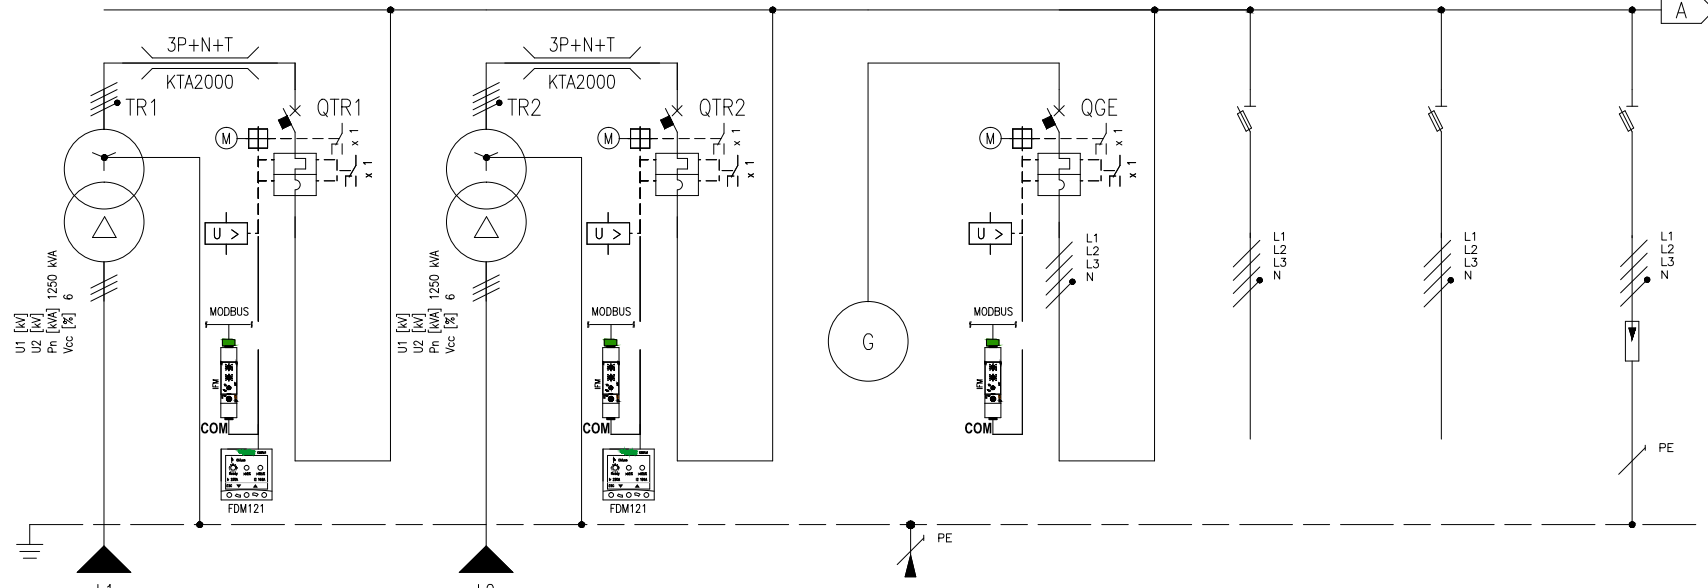 A
3P+N+T
KTA2000
TR1
QTR1
M
x 1
x 1
U >
U1 [kV]
U2 [kV]
Pn [kVA] 1250 kVA
Vcc [%] 6
MODBUS
IFM
COM
FDM121
3P+N+T
KTA2000
TR2
QTR2
M
x 1
x 1
U >
U1 [kV]
U2 [kV]
Pn [kVA] 1250 kVA
Vcc [%] 6
MODBUS
IFM
COM
FDM121
G
QGE
M
x 1
x 1
U >
L1
L2
L3
N
MODBUS
IFM
COM
L1
L2
L3
N
L1
L2
L3
N
L1
L2
L3
N
PE
PE